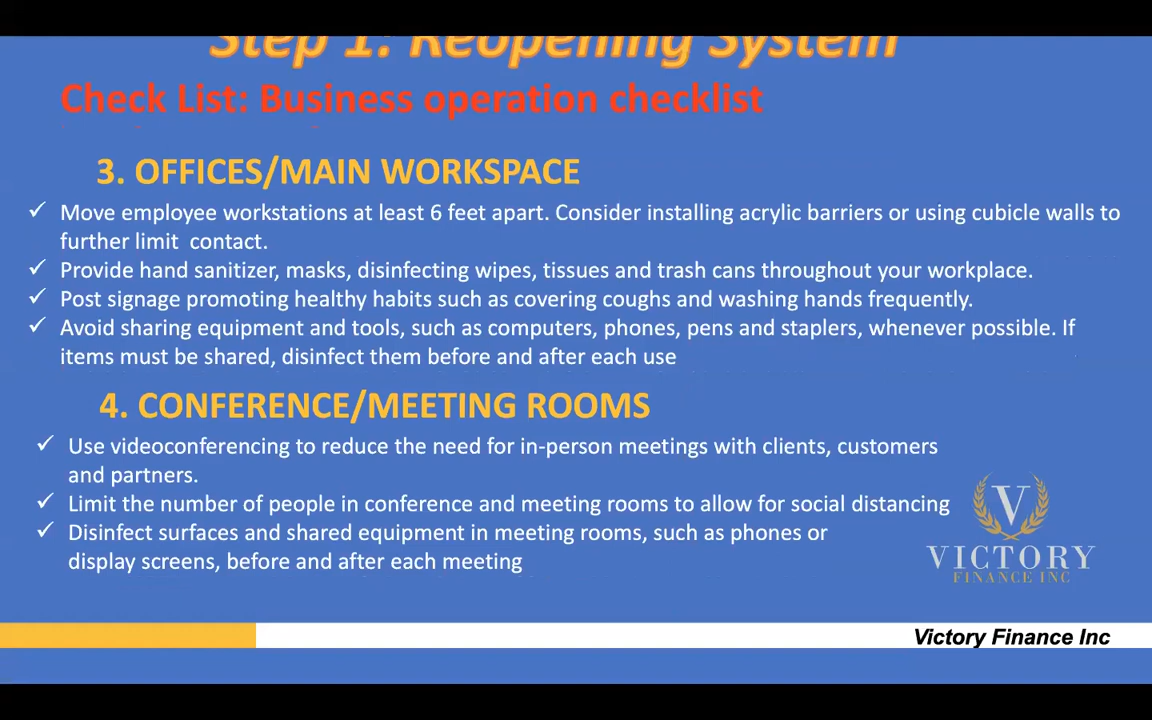 Step 1: Reopening System
Check List: Business operation checklist
3. OFFICES/MAIN WORKSPACE
✓ Move employee workstations at least 6 feet apart. Consider installing acrylic barriers or using cubicle walls to
further limit contact.
✓ Provide hand sanitizer, masks, disinfecting wipes, tissues and trash cans throughout your workplace.
✓ Post signage promoting healthy habits such as covering coughs and washing hands frequently.
✓ Avoid sharing equipment and tools, such as computers, phones, pens and staplers, whenever possible. If
items must be shared, disinfect them before and after each use
4. CONFERENCE/MEETING ROOMS
✓ Use videoconferencing to reduce the need for in-person meetings with clients, customers
and partners.
✓ Limit the number of people in conference and meeting rooms to allow for social distancing
✓ Disinfect surfaces and shared equipment in meeting rooms, such as phones or
display screens, before and after each meeting
V
VICTORY
FINANCE INC
Victory Finance Inc